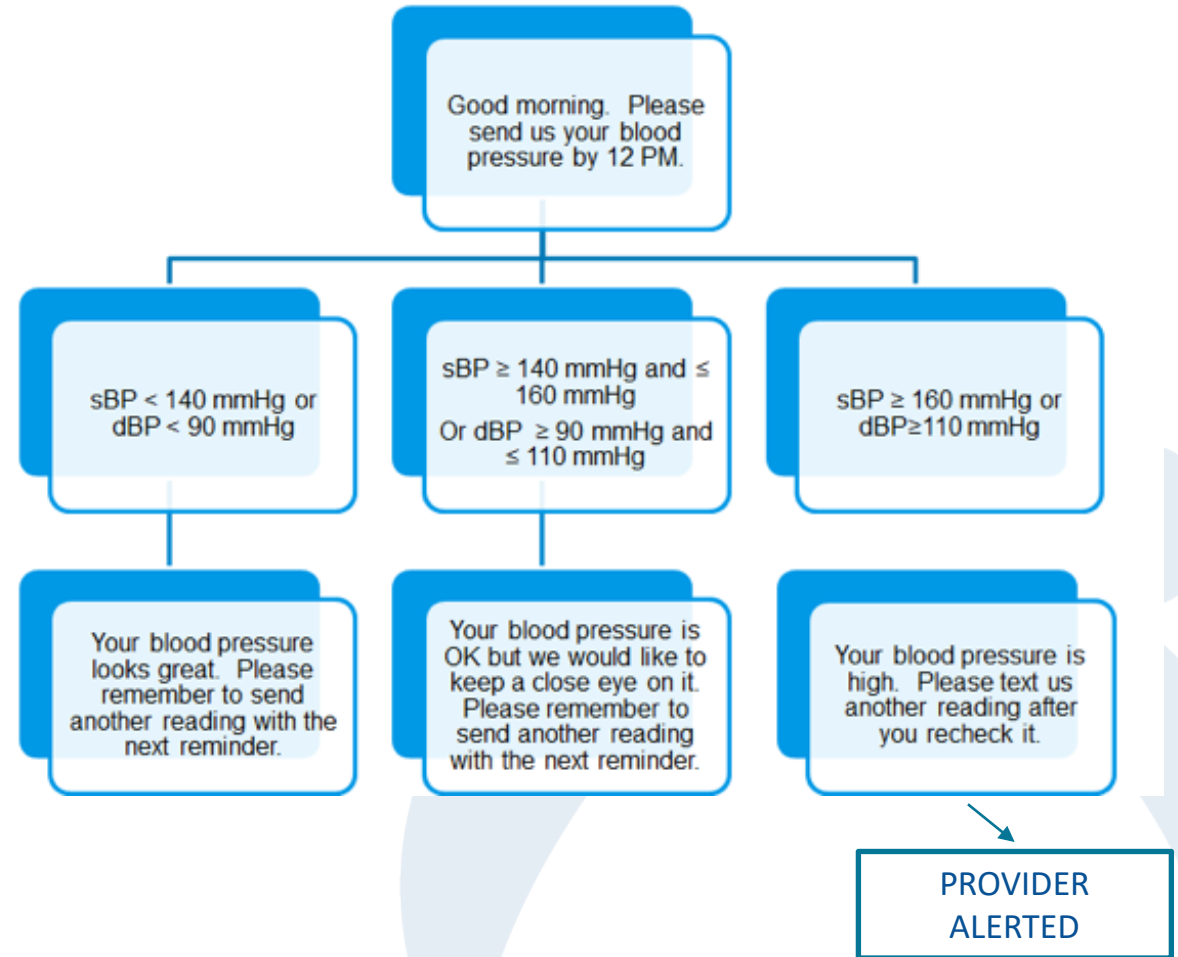 Good morning. Please
send us your blood
pressure by 12 PM.
sBP < 140 mmHg or
dBP < 90 mmHg
sBP ≥ 140 mmHg and ≤
160 mmHg
Or dBP ≥ 90 mmHg and
≤ 110 mmHg
sBP ≥ 160 mmHg or
dBP≥110 mmHg
Your blood pressure
looks great. Please
remember to send
another reading with the
next reminder.
Your blood pressure is
OK but we would like to
keep a close eye on it.
Please remember to
send another reading
with the next reminder.
Your blood pressure is
high. Please text us
another reading after
you recheck it.
PROVIDER
ALERTED